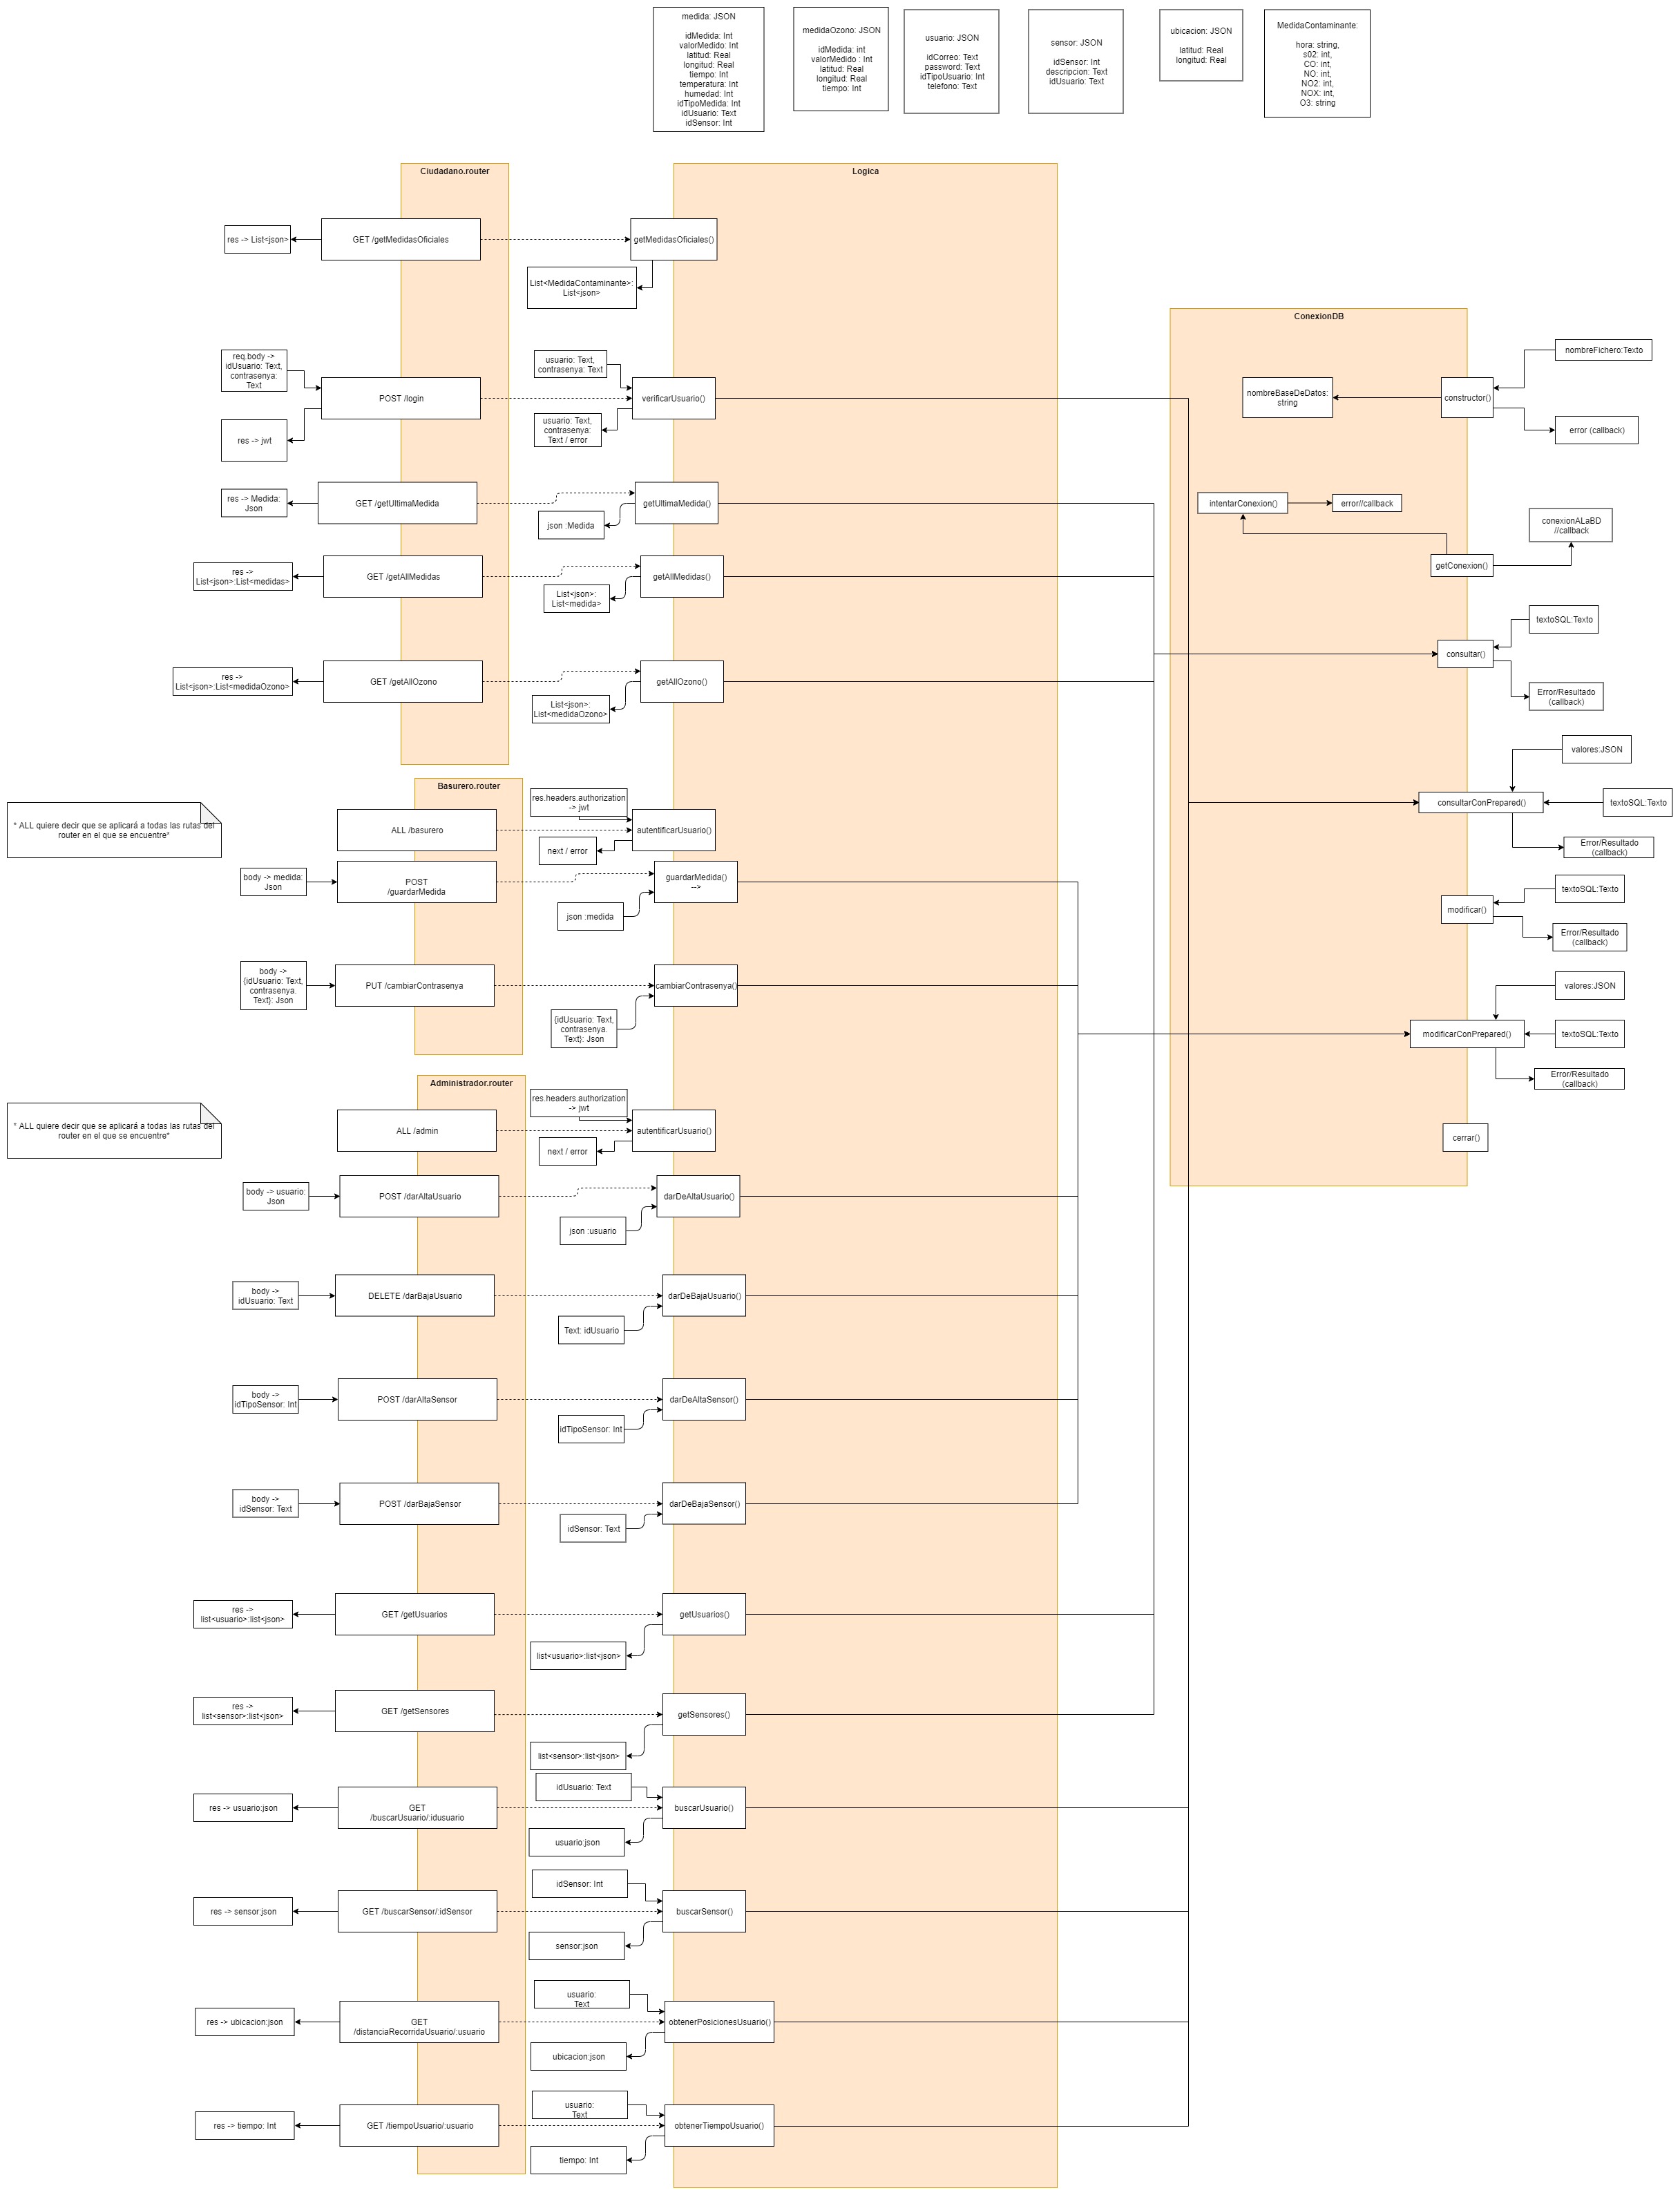 medida: JSON
idMedida: Int
valorMedido: Int
latitud: Real
longitud: Real
tiempo: Int
temperatura: Int
humedad: Int
idTipoMedida: Int
idUsuario: Text
idSensor: Int
medidaOzono: JSON
idMedida: int
valorMedido : Int
latitud: Real
longitud: Real
tiempo: Int
usuario: JSON
idCorreo: Text
password: Text
idTipoUsuario: Int
telefono: Text
sensor: JSON
idSensor: Int
descripcion: Text
idUsuario: Text
ubicacion: JSON
latitud: Real
longitud: Real
MedidaContaminante:
hora: string,
s02: int,
CO: int,
NO: int,
NO2: int,
NOX: int,
O3: string
Ciudadano.router
Logica
res -> List<json>
GET /getMedidasOficiales
getMedidasOficiales()
List<MedidaContaminante>:
List<json>
req.body ->
idUsuario: Text,
contrasenya:
Text
POST /login
res -> jwt
usuario: Text,
contrasenya: Text
verificarUsuario()
usuario: Text,
contrasenya:
Text / error
res -> Medida:
Json
GET /getUltimaMedida
getUltimaMedida()
json :Medida
res ->
List<json>:List<medidas>
GET /getAllMedidas
getAllMedidas()
List<json>:
List<medida>
res ->
List<json>:List<medidaOzono>
GET /getAllOzono
getAllOzono()
List<json>:
List<medidaOzono>
ConexionDB
nombreFichero:Texto
nombreBaseDeDatos:
string
constructor()
error (callback)
intentarConexion()
error//callback
conexionALaBD
//callback
getConexion()
textoSQL:Texto
consultar()
Error/Resultado
(callback)
valores:JSON
consultarConPrepared()
textoSQL:Texto
Error/Resultado
(callback)
textoSQL:Texto
modificar()
Error/Resultado
(callback)
valores:JSON
modificarConPrepared()
textoSQL:Texto
Error/Resultado
(callback)
cerrar()
Basurero.router
* ALL quiere decir que se aplicará a todas las rutas del
router en el que se encuentre*
ALL /basurero
res.headers.authorization
-> jwt
autentificarUsuario()
next / error
body -> medida:
Json
POST
/guardarMedida
guardarMedida()
-->
json :medida
body ->
{idUsuario: Text,
contrasenya.
Text}: Json
PUT /cambiarContrasenya
cambiarContrasenya()
{idUsuario: Text,
contrasenya.
Text}: Json
Administrador.router
* ALL quiere decir que se aplicará a todas las rutas del
router en el que se encuentre*
ALL /admin
res.headers.authorization
-> jwt
autentificarUsuario()
next / error
body -> usuario:
Json
POST /darAltaUsuario
darDeAltaUsuario()
json :usuario
body ->
idUsuario: Text
DELETE /darBajaUsuario
darDeBajaUsuario()
Text: idUsuario
body ->
idTipoSensor: Int
POST /darAltaSensor
darDeAltaSensor()
idTipoSensor: Int
body ->
idSensor: Text
POST /darBajaSensor
darDeBajaSensor()
idSensor: Text
res ->
list<usuario>:list<json>
GET /getUsuarios
getUsuarios()
list<usuario>:list<json>
res ->
list<sensor>:list<json>
GET /getSensores
getSensores()
list<sensor>:list<json>
idUsuario: Text
res -> usuario:json
GET
/buscarUsuario/:idusuario
buscarUsuario()
usuario:json
idSensor: Int
res -> sensor:json
GET /buscarSensor/:idSensor
buscarSensor()
sensor:json
usuario:
Text
res -> ubicacion:json
GET
/distanciaRecorridaUsuario/:usuario
obtenerPosicionesUsuario()
ubicacion:json
usuario:
Text
res -> tiempo: Int
GET /tiempoUsuario/:usuario
obtenerTiempoUsuario()
tiempo: Int